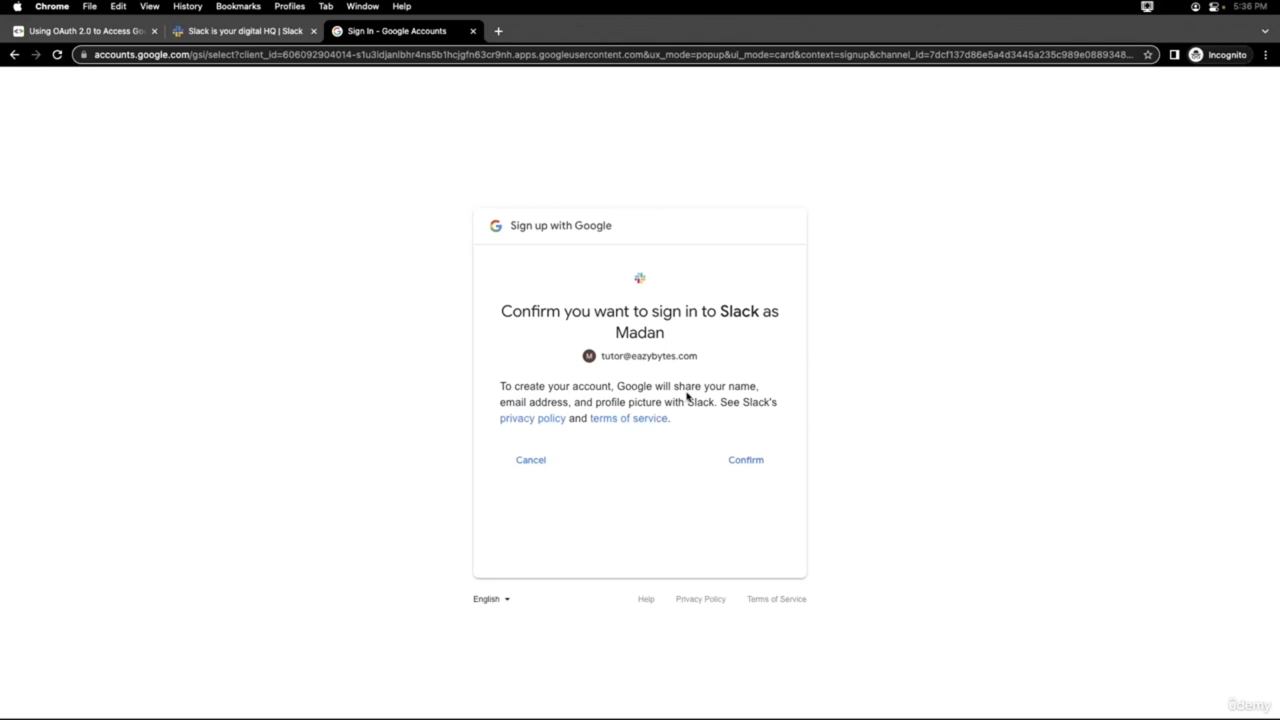 Chrome File Edit View History Bookmarks Profiles Tab Window Help 5:36 PM
Using OAuth 2.0 to Access Go Slack is your digital HQ | Slack Sign In - Google Accounts
accounts.google.com/gsi/select?client_id=606092904014-s1u3idjanlbhr4ns5b1hcjgfn63cr9nh.apps.googleusercontent.com&ux_mode=popup&ui_mode=card&context=signup&channel_id=7dcf137d86e5a4d3445a235c989e0889348... Incognito
Sign up with Google
Confirm you want to sign in to Slack as
Madan
M tutor@eazybytes.com
To create your account, Google will share your name,
email address, and profile picture with Slack. See Slack's
privacy policy and terms of service.
Cancel Confirm
English Help Privacy Policy Terms of Service
ûdemy